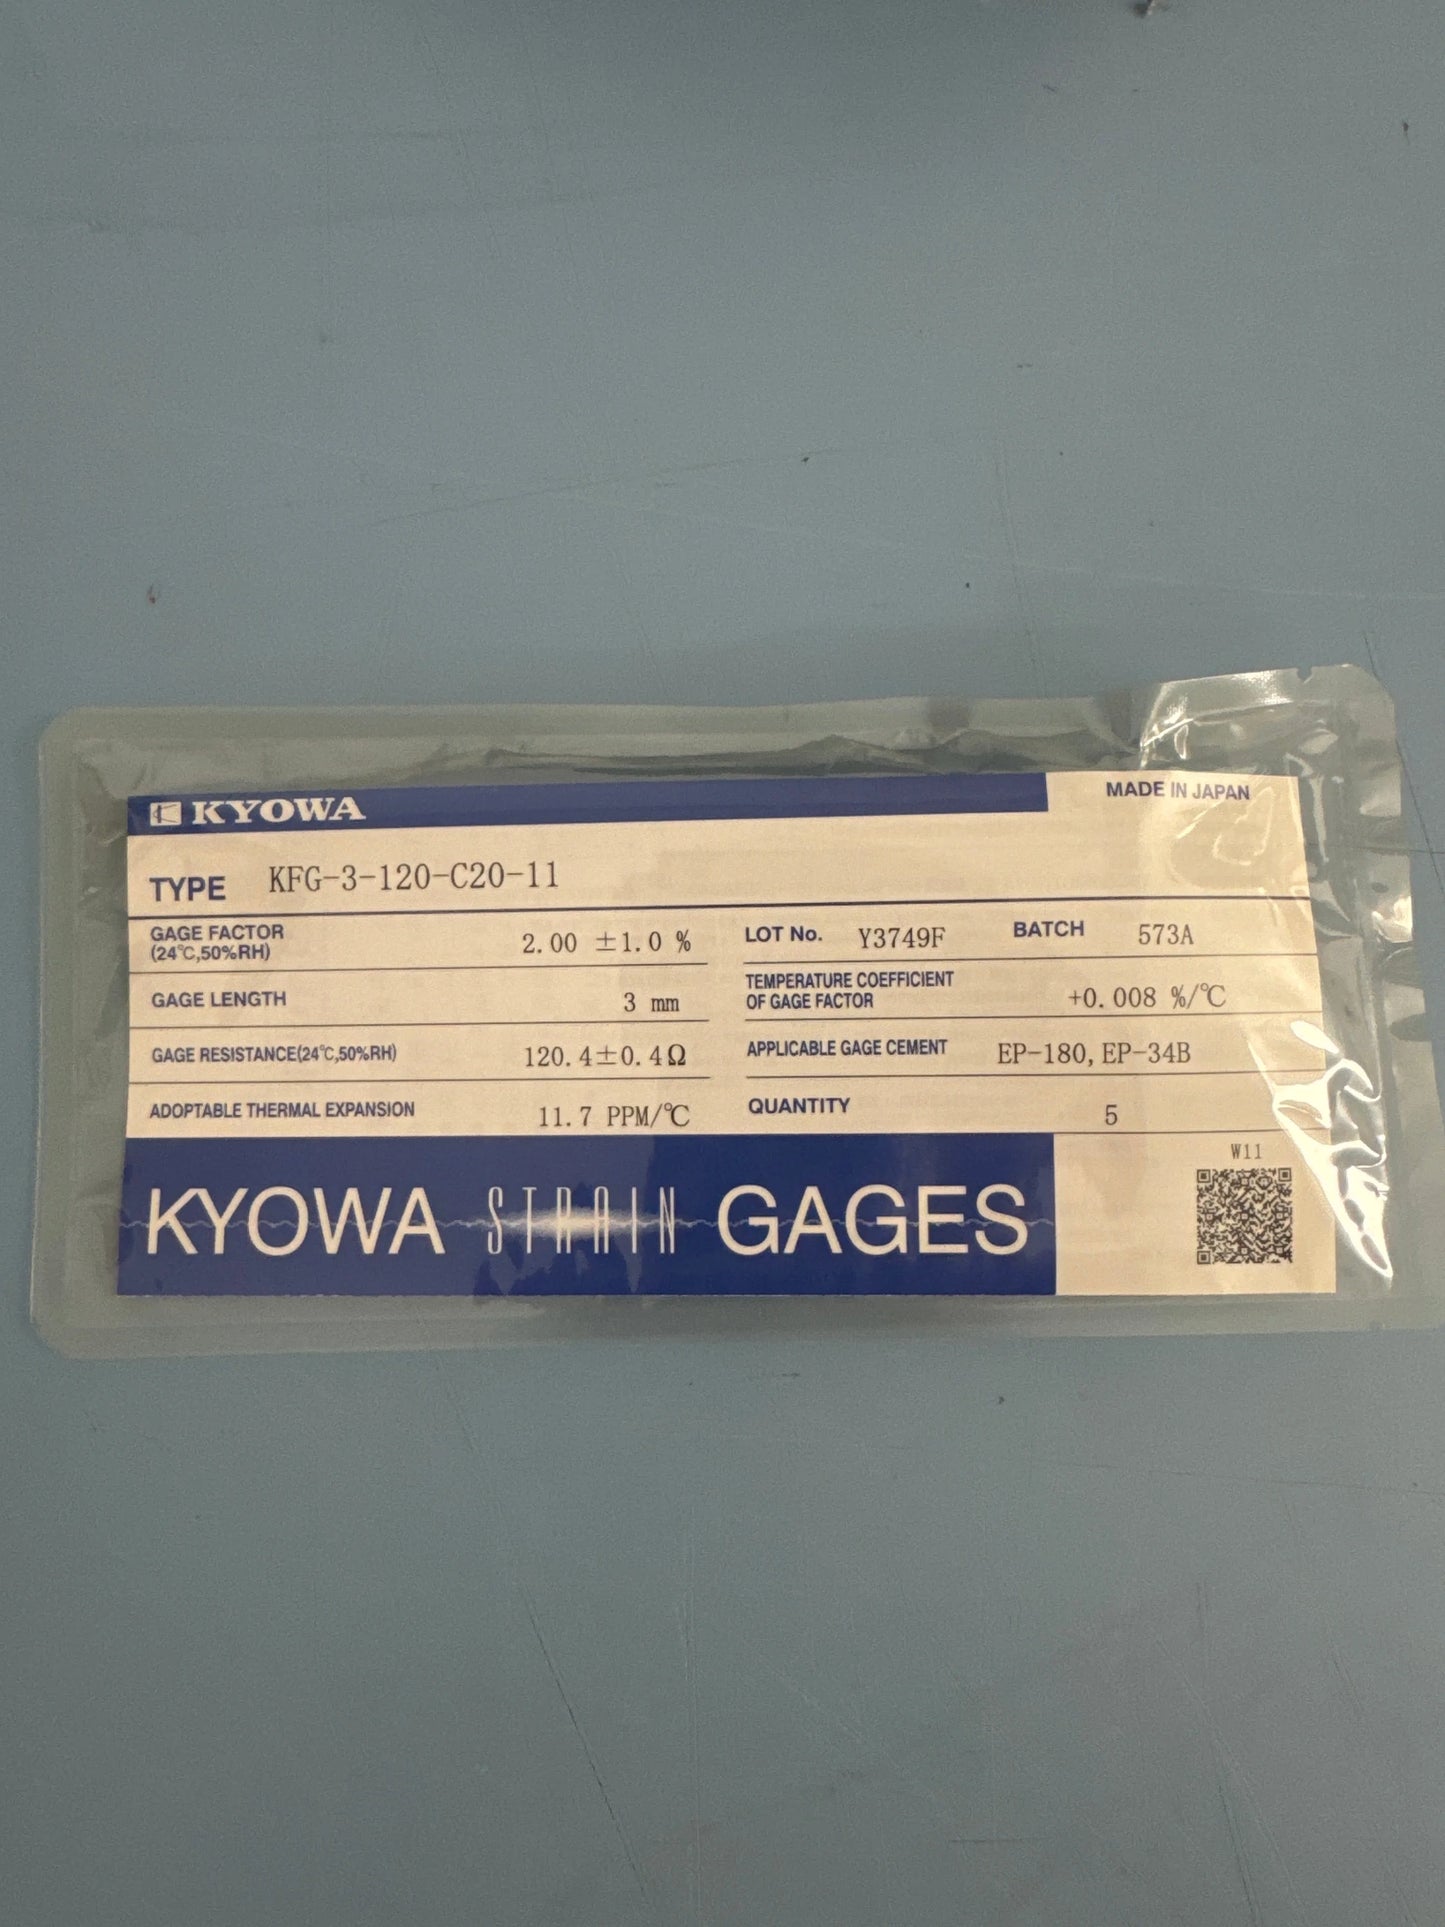 KYOWA
MADE IN JAPAN
TYPE KFG-3-120-C20-11
GAGE FACTOR
(24℃,50%RH) 2.00 ±1.0 %
GAGE LENGTH 3 mm
GAGE RESISTANCE(24℃,50%RH) 120.4±0.4Ω
ADOPTABLE THERMAL EXPANSION 11.7 PPM/℃
LOT No. Y3749F BATCH 573A
TEMPERATURE COEFFICIENT
OF GAGE FACTOR +0.008 %/℃
APPLICABLE GAGE CEMENT EP-180, EP-34B
QUANTITY 5
KYOWA STRAIN GAGES
W11